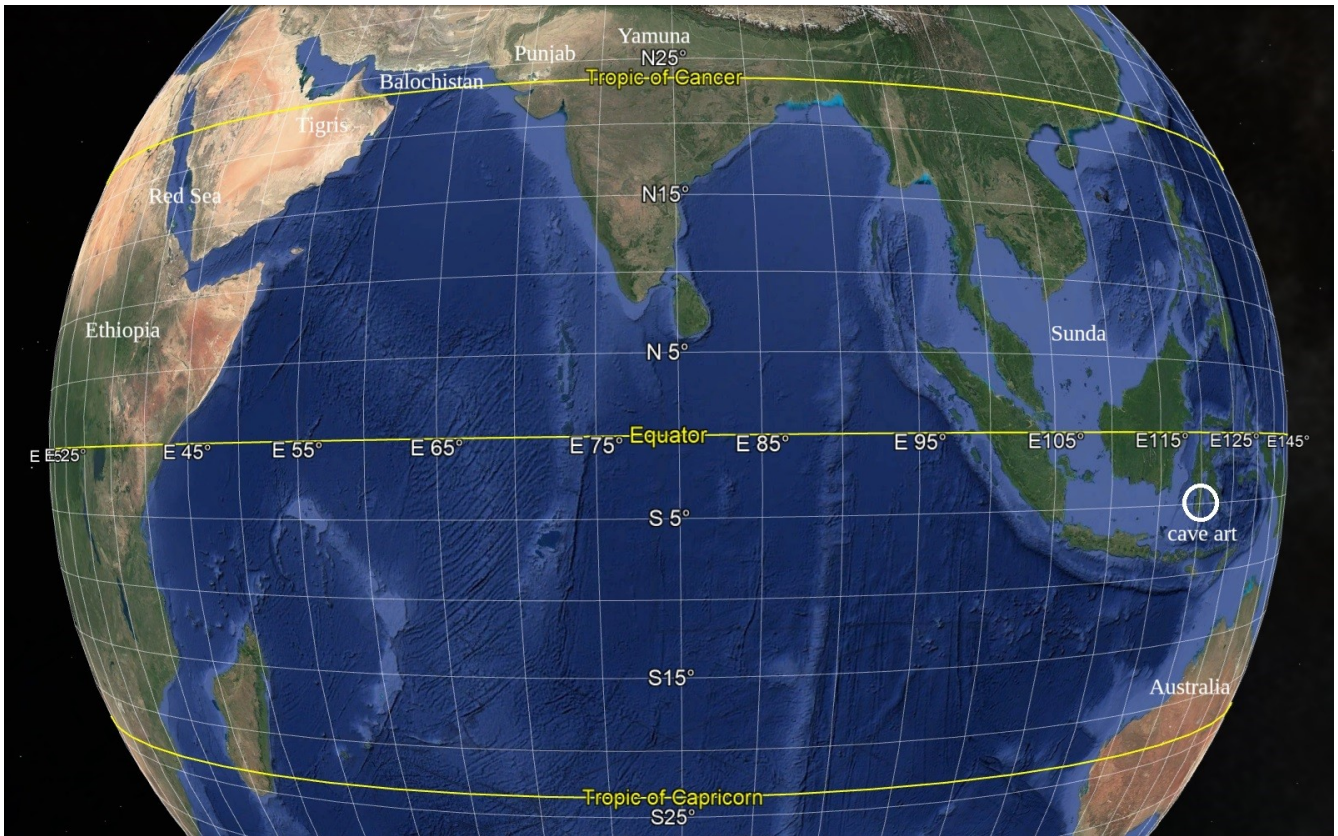 Yamuna
Punjab
N25°
Tropic of Cancer
Balochistan
Tigris
Red Sea
N15°
Ethiopia
Sunda
N 5°
Equator
E 25°
E 45°
E 55°
E 65°
E 75°
E 85°
E 95°
E105°
E115°
E125°
E145°
S 5°
cave art
S15°
Australia
Tropic of Capricorn
S25°